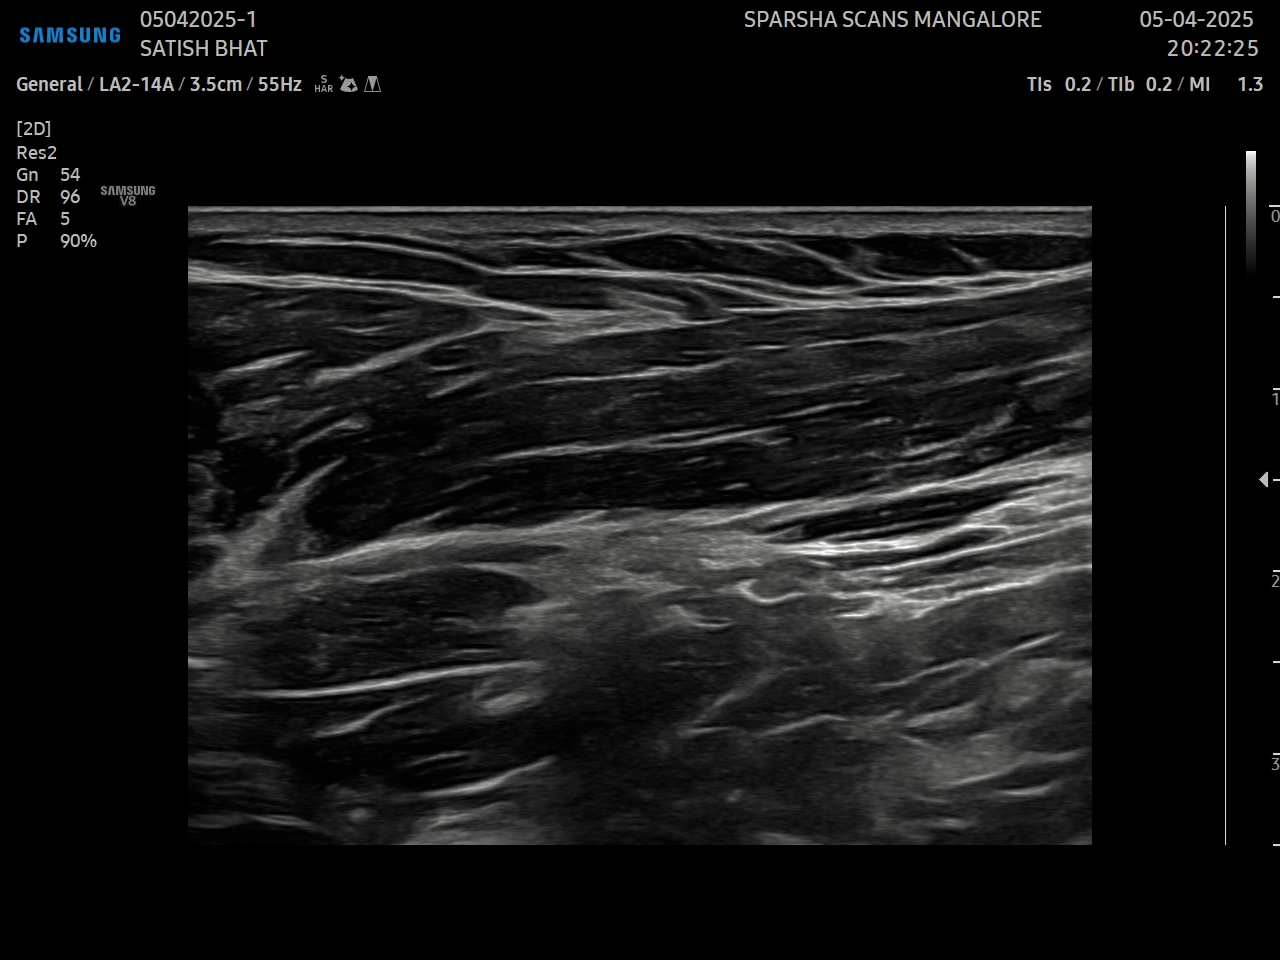 SAMSUNG
05042025-1
SATISH BHAT
SPARSHA SCANS MANGALORE
05-04-2025
20:22:25
General / LA2-14A / 3.5cm / 55Hz
S
HAR
TIs 0.2 / TIb 0.2 / MI 1.3
[2D]
Res2
Gn 54
DR 96
FA 5
P 90%
SAMSUNG
V8
0
1
2
3